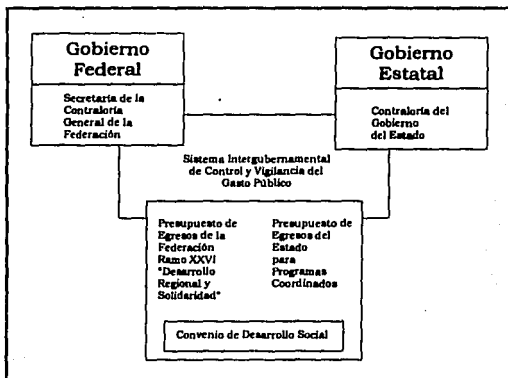 Gobierno
Federal
Secretaría de la
Contraloría
General de la
Federación
Gobierno
Estatal
Contraloría del
Gobierno
del Estado
Sistema Intergubernamental
de Control y Vigilancia del
Gasto Público
Presupuesto de
Egresos de la
Federación
Ramo XXVI
"Desarrollo
Regional y
Solidaridad"
Presupuesto de
Egresos del
Estado
para
Programas
Coordinados
Convenio de Desarrollo Social